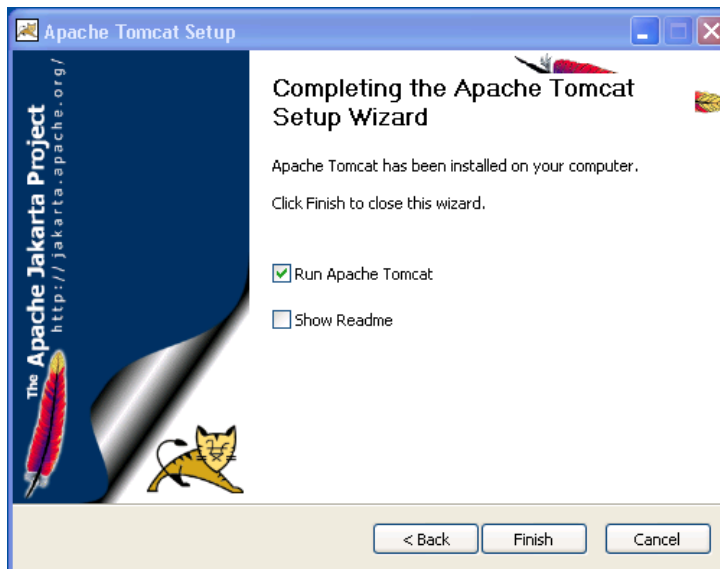 Apache Tomcat Setup
The Apache Jakarta Project
http://jakarta.apache.org/
Completing the Apache Tomcat
Setup Wizard
Apache Tomcat has been installed on your computer.
Click Finish to close this wizard.
Run Apache Tomcat
Show Readme
< Back
Finish
Cancel